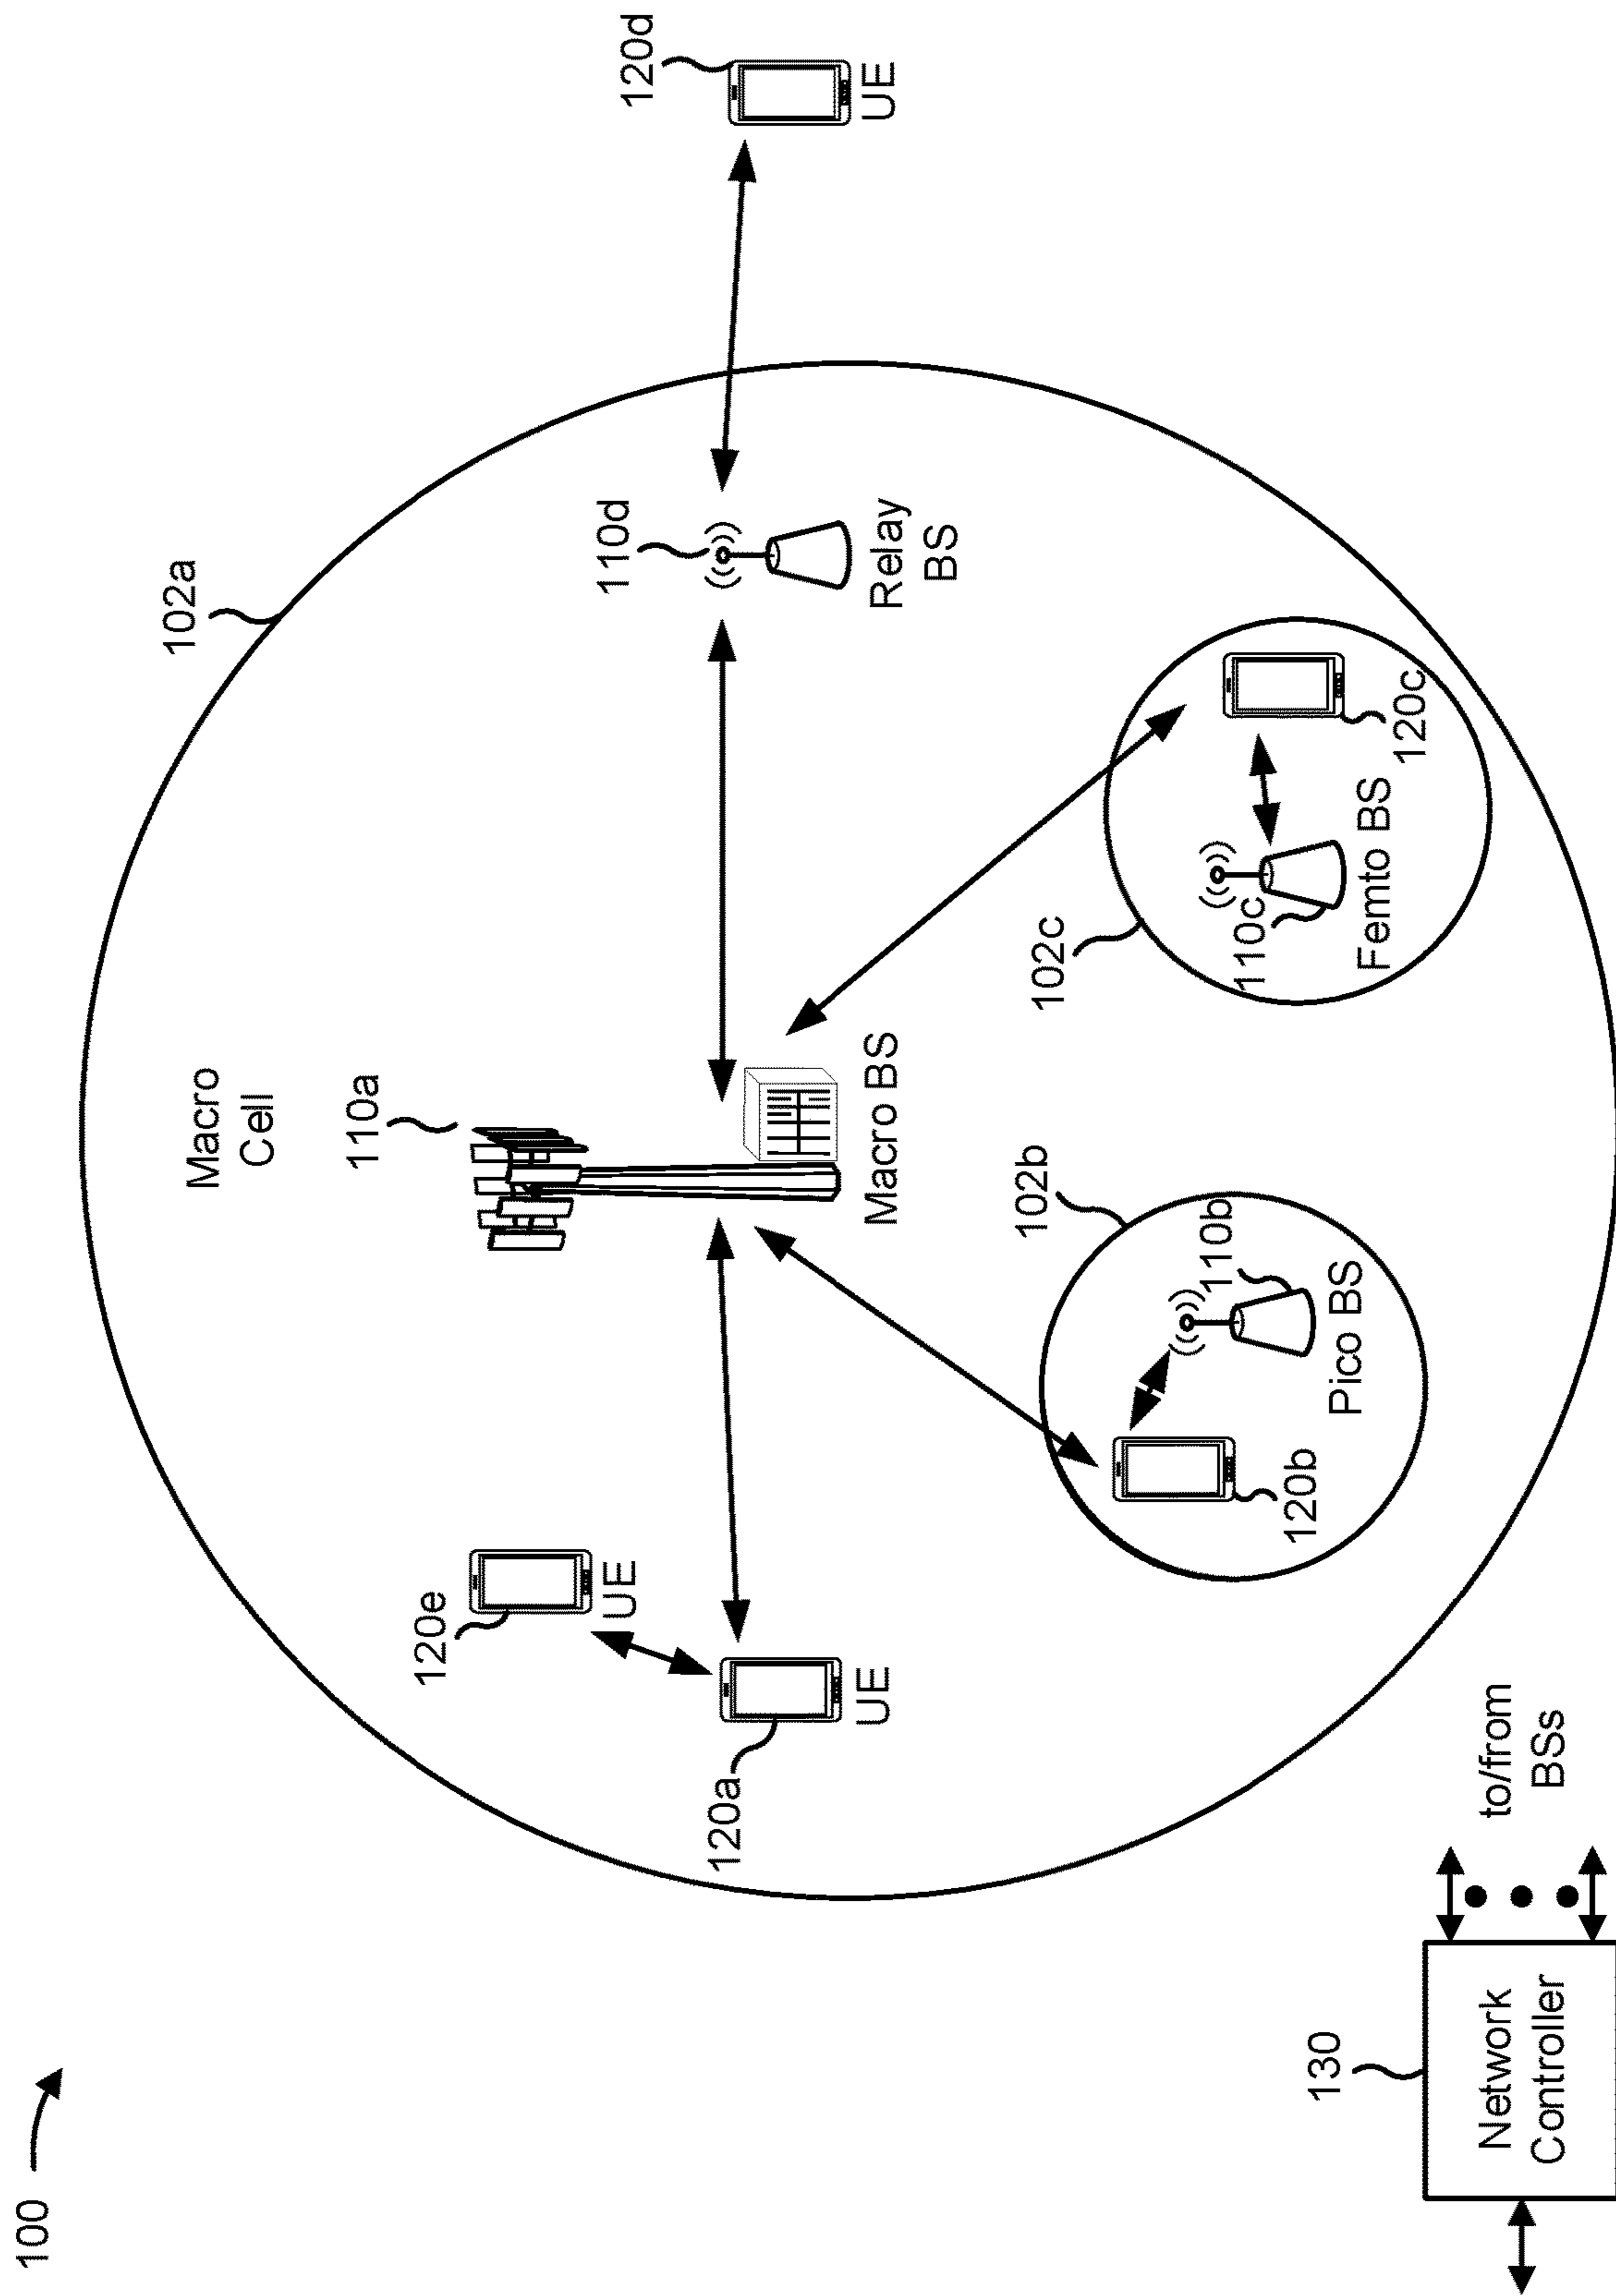 100
102a
Macro
Cell
110a
120d
UE
120e
UE
110d
Relay
BS
120a
UE
Macro BS
102b
102c
110b
120b
Pico BS
110c
120c
Femto BS
130
Network
Controller
to/from
BSs